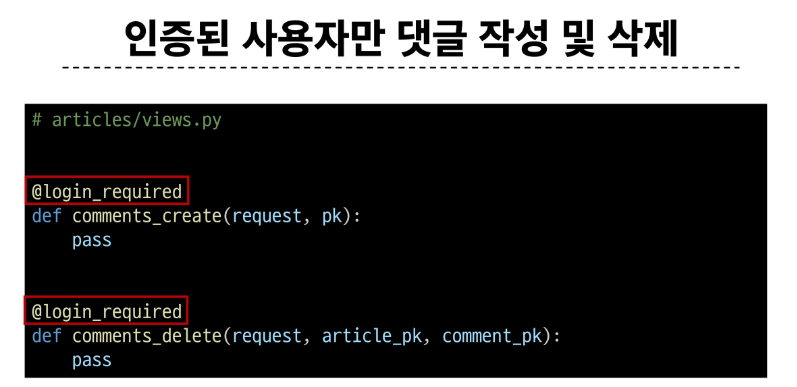 인증된 사용자만 댓글 작성 및 삭제
# articles/views.py
@login_required
def comments_create(request, pk):
    pass
@login_required
def comments_delete(request, article_pk, comment_pk):
    pass